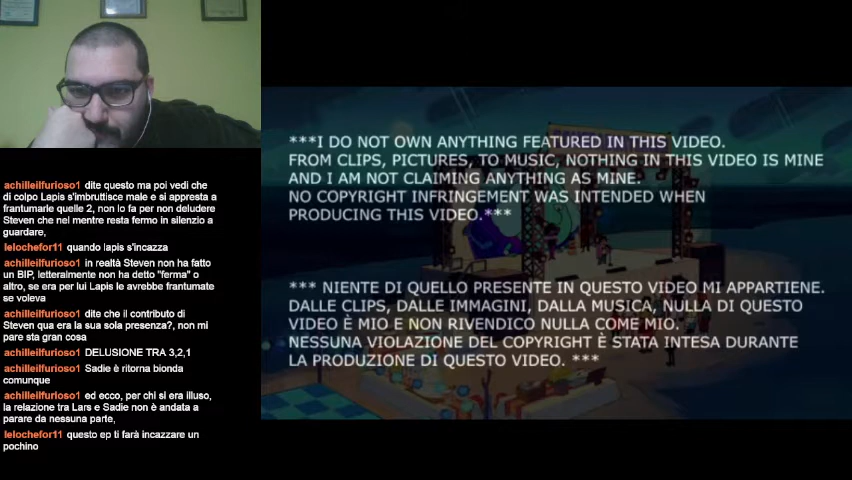 achilleilfurioso1 dite questo ma poi vedi che
di colpo Lapis s'imbruttisce male e si appresta a
frantumarle quelle 2, non lo fa per non deludere
Steven che nel mentre resta fermo in silenzio a
guardare,
lelochefor11 quando lapis s'incazza
achilleilfurioso1 in realtà Steven non ha fatto
un BIP, letteralmente non ha detto "ferma" o
altro, se era per lui Lapis le avrebbe frantumate
se voleva
achilleilfurioso1 dite che il contributo di
Steven qua era la sua sola presenza?, non mi
pare sta gran cosa
achilleilfurioso1 DELUSIONE TRA 3,2,1
achilleilfurioso1 Sadie è ritorna bionda
comunque
achilleilfurioso1 ed ecco, per chi si era illuso,
la relazione tra Lars e Sadie non è andata a
parare da nessuna parte,
lelochefor11 questo ep ti farà incazzare un
pochino
***I DO NOT OWN ANYTHING FEATURED IN THIS VIDEO.
FROM CLIPS, PICTURES, TO MUSIC, NOTHING IN THIS VIDEO IS MINE
AND I AM NOT CLAIMING ANYTHING AS MINE.
NO COPYRIGHT INFRINGEMENT WAS INTENDED WHEN
PRODUCING THIS VIDEO.***
*** NIENTE DI QUELLO PRESENTE IN QUESTO VIDEO MI APPARTIENE.
DALLE CLIPS, DALLE IMMAGINI, DALLA MUSICA, NULLA DI QUESTO
VIDEO È MIO E NON RIVENDICO NULLA COME MIO.
NESSUNA VIOLAZIONE DEL COPYRIGHT È STATA INTESA DURANTE
LA PRODUZIONE DI QUESTO VIDEO. ***